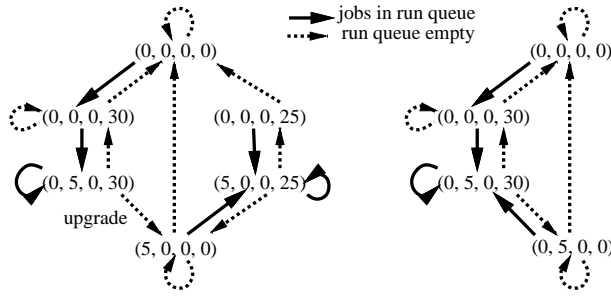 jobs in run queue
run queue empty
(0, 0, 0, 0)
(0, 0, 0, 0)
(0, 0, 0,30)
(0, 0, 0,25)
(0, 0, 0,30)
(0, 5, 0,30)
(5, 0, 0,25)
(0, 5, 0,30)
upgrade
(5, 0, 0, 0)
(0, 5, 0, 0)